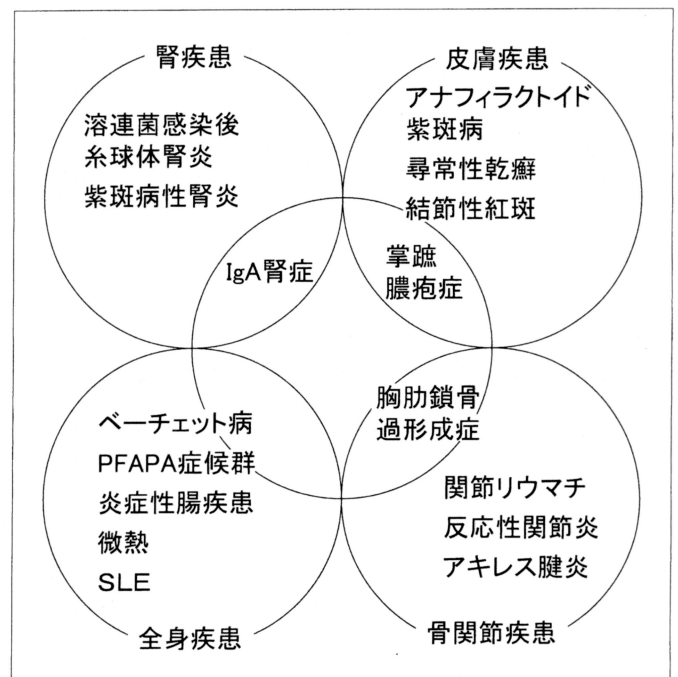 腎疾患
溶連菌感染後
糸球体腎炎
紫斑病性腎炎
IgA腎症
皮膚疾患
アナフィラクトイド
紫斑病
尋常性乾癬
結節性紅斑
掌蹠
膿疱症
胸肋鎖骨
過形成症
ベーチェット病
PFAPA症候群
炎症性腸疾患
微熱
SLE
全身疾患
関節リウマチ
反応性関節炎
アキレス腱炎
骨関節疾患